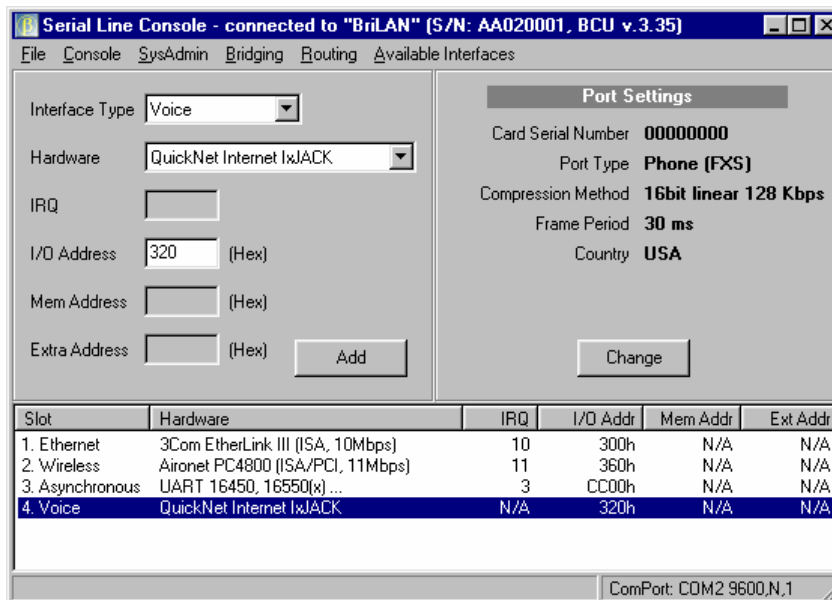 β Serial Line Console - connected to "BriLAN" (S/N: AA020001, BCU v.3.35)
File Console SysAdmin Bridging Routing Available Interfaces
Interface Type Voice
Hardware QuickNet Internet IxJACK
IRQ
I/O Address 320 (Hex)
Mem Address (Hex)
Extra Address (Hex)
Add
Port Settings
Card Serial Number 00000000
Port Type Phone (FXS)
Compression Method 16bit linear 128 Kbps
Frame Period 30 ms
Country USA
Change
Slot Hardware IRQ I/O Addr Mem Addr Ext Addr
1. Ethernet 3Com EtherLink III (ISA, 10Mbps) 10 300h N/A N/A
2. Wireless Aironet PC4800 (ISA/PCI, 11Mbps) 11 360h N/A N/A
3. Asynchronous UART 16450, 16550(x) ... 3 CC00h N/A N/A
4. Voice QuickNet Internet IxJACK N/A 320h N/A N/A
ComPort: COM2 9600,N,1